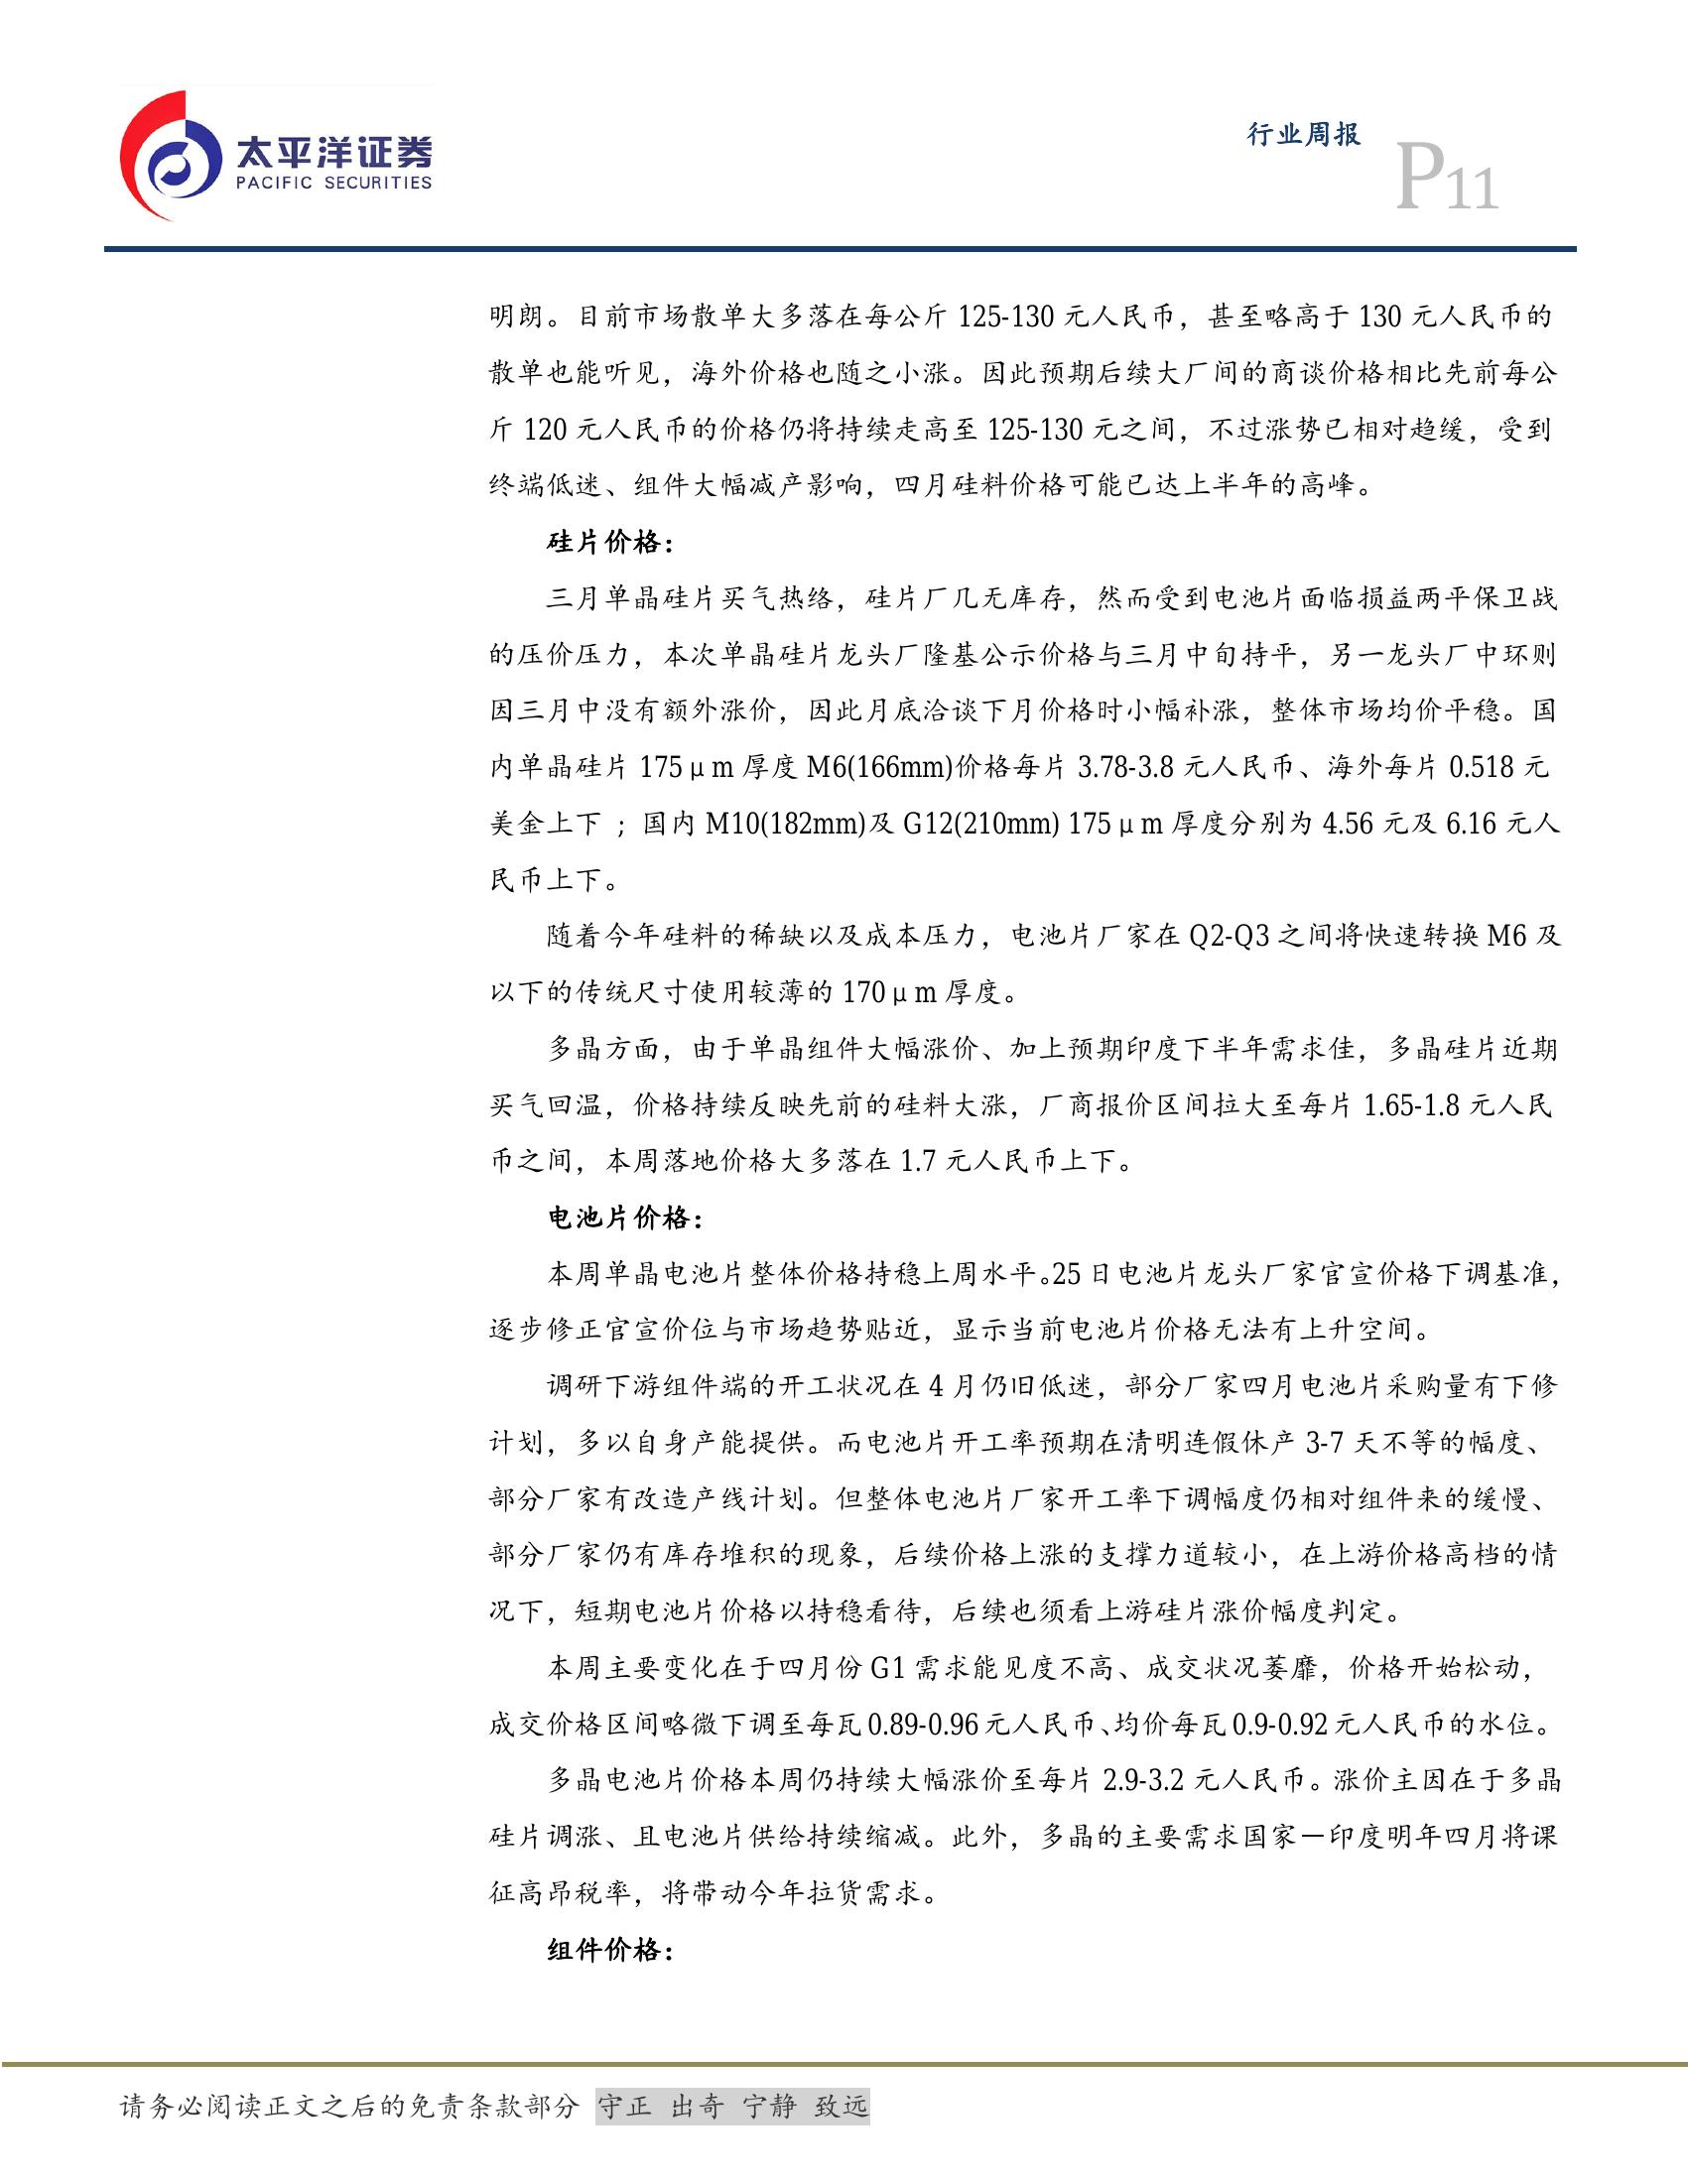 太平洋证券
PACIFIC SECURITIES
行业周报
P11
明朗。目前市场散单大多落在每公斤 125-130 元人民币，甚至略高于 130 元人民币的
散单也能听见，海外价格也随之小涨。因此预期后续大厂间的商谈价格相比先前每公
斤 120 元人民币的价格仍将持续走高至 125-130 元之间，不过涨势已相对趋缓，受到
终端低迷、组件大幅减产影响，四月硅料价格可能已达上半年的高峰。
硅片价格：
三月单晶硅片买气热络，硅片厂几无库存，然而受到电池片面临损益两平保卫战
的压价压力，本次单晶硅片龙头厂隆基公示价格与三月中旬持平，另一龙头厂中环则
因三月中没有额外涨价，因此月底洽谈下月价格时小幅补涨，整体市场均价平稳。国
内单晶硅片 175μm 厚度 M6(166mm)价格每片 3.78-3.8 元人民币、海外每片 0.518 元
美金上下 ；国内 M10(182mm)及 G12(210mm) 175μm 厚度分别为 4.56 元及 6.16 元人
民币上下。
随着今年硅料的稀缺以及成本压力，电池片厂家在 Q2-Q3 之间将快速转换 M6 及
以下的传统尺寸使用较薄的 170μm 厚度。
多晶方面，由于单晶组件大幅涨价、加上预期印度下半年需求佳，多晶硅片近期
买气回温，价格持续反映先前的硅料大涨，厂商报价区间拉大至每片 1.65-1.8 元人民
币之间，本周落地价格大多落在 1.7 元人民币上下。
电池片价格：
本周单晶电池片整体价格持稳上周水平。25 日电池片龙头厂家官宣价格下调基准，
逐步修正官宣价位与市场趋势贴近，显示当前电池片价格无法有上升空间。
调研下游组件端的开工状况在 4 月仍旧低迷，部分厂家四月电池片采购量有下修
计划，多以自身产能提供。而电池片开工率预期在清明连假休产 3-7 天不等的幅度、
部分厂家有改造产线计划。但整体电池片厂家开工率下调幅度仍相对组件来的缓慢、
部分厂家仍有库存堆积的现象，后续价格上涨的支撑力道较小，在上游价格高档的情
况下，短期电池片价格以持稳看待，后续也须看上游硅片涨价幅度判定。
本周主要变化在于四月份 G1 需求能见度不高、成交状况萎靡，价格开始松动，
成交价格区间略微下调至每瓦 0.89-0.96 元人民币、均价每瓦 0.9-0.92 元人民币的水位。
多晶电池片价格本周仍持续大幅涨价至每片 2.9-3.2 元人民币。涨价主因在于多晶
硅片调涨、且电池片供给持续缩减。此外，多晶的主要需求国家－印度明年四月将课
征高昂税率，将带动今年拉货需求。
组件价格：
请务必阅读正文之后的免责条款部分 守正 出奇 宁静 致远